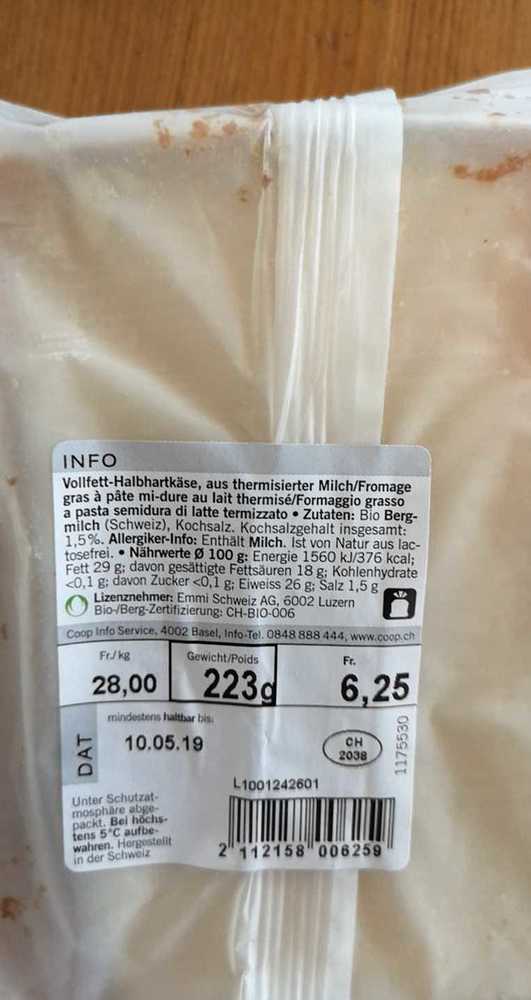 INFO
Vollfett-Halbhartkäse, aus thermisierter Milch/Fromage
gras à pâte mi-dure au lait thermisé/Formaggio grasso
a pasta semidura di latte termizzato • Zutaten: Bio Berg-
milch (Schweiz), Kochsalz. Kochsalzgehalt insgesamt:
1,5%. Allergiker-Info: Enthält Milch. Ist von Natur aus lac-
tosefrei. • Nährwerte Ø 100 g: Energie 1560 kJ/376 kcal;
Fett 29 g; davon gesättigte Fettsäuren 18 g; Kohlenhydrate
<0,1 g; davon Zucker <0,1 g; Eiweiss 26 g; Salz 1,5 g
Lizenznehmer: Emmi Schweiz AG, 6002 Luzern
Bio-/Berg-Zertifizierung: CH-BIO-006
Coop Info Service, 4002 Basel, Info-Tel. 0848 888 444, www.coop.ch
Fr./kg
28,00
Gewicht/Poids
223g
Fr.
6,25
DAT
mindestens haltbar bis:
10.05.19
CH
2038
1175530
L1001242601
Unter Schutzat-
mosphäre abge-
packt. Bei höchs-
tens 5°C aufbe-
wahren. Hergestellt
in der Schweiz
2 112158 006259